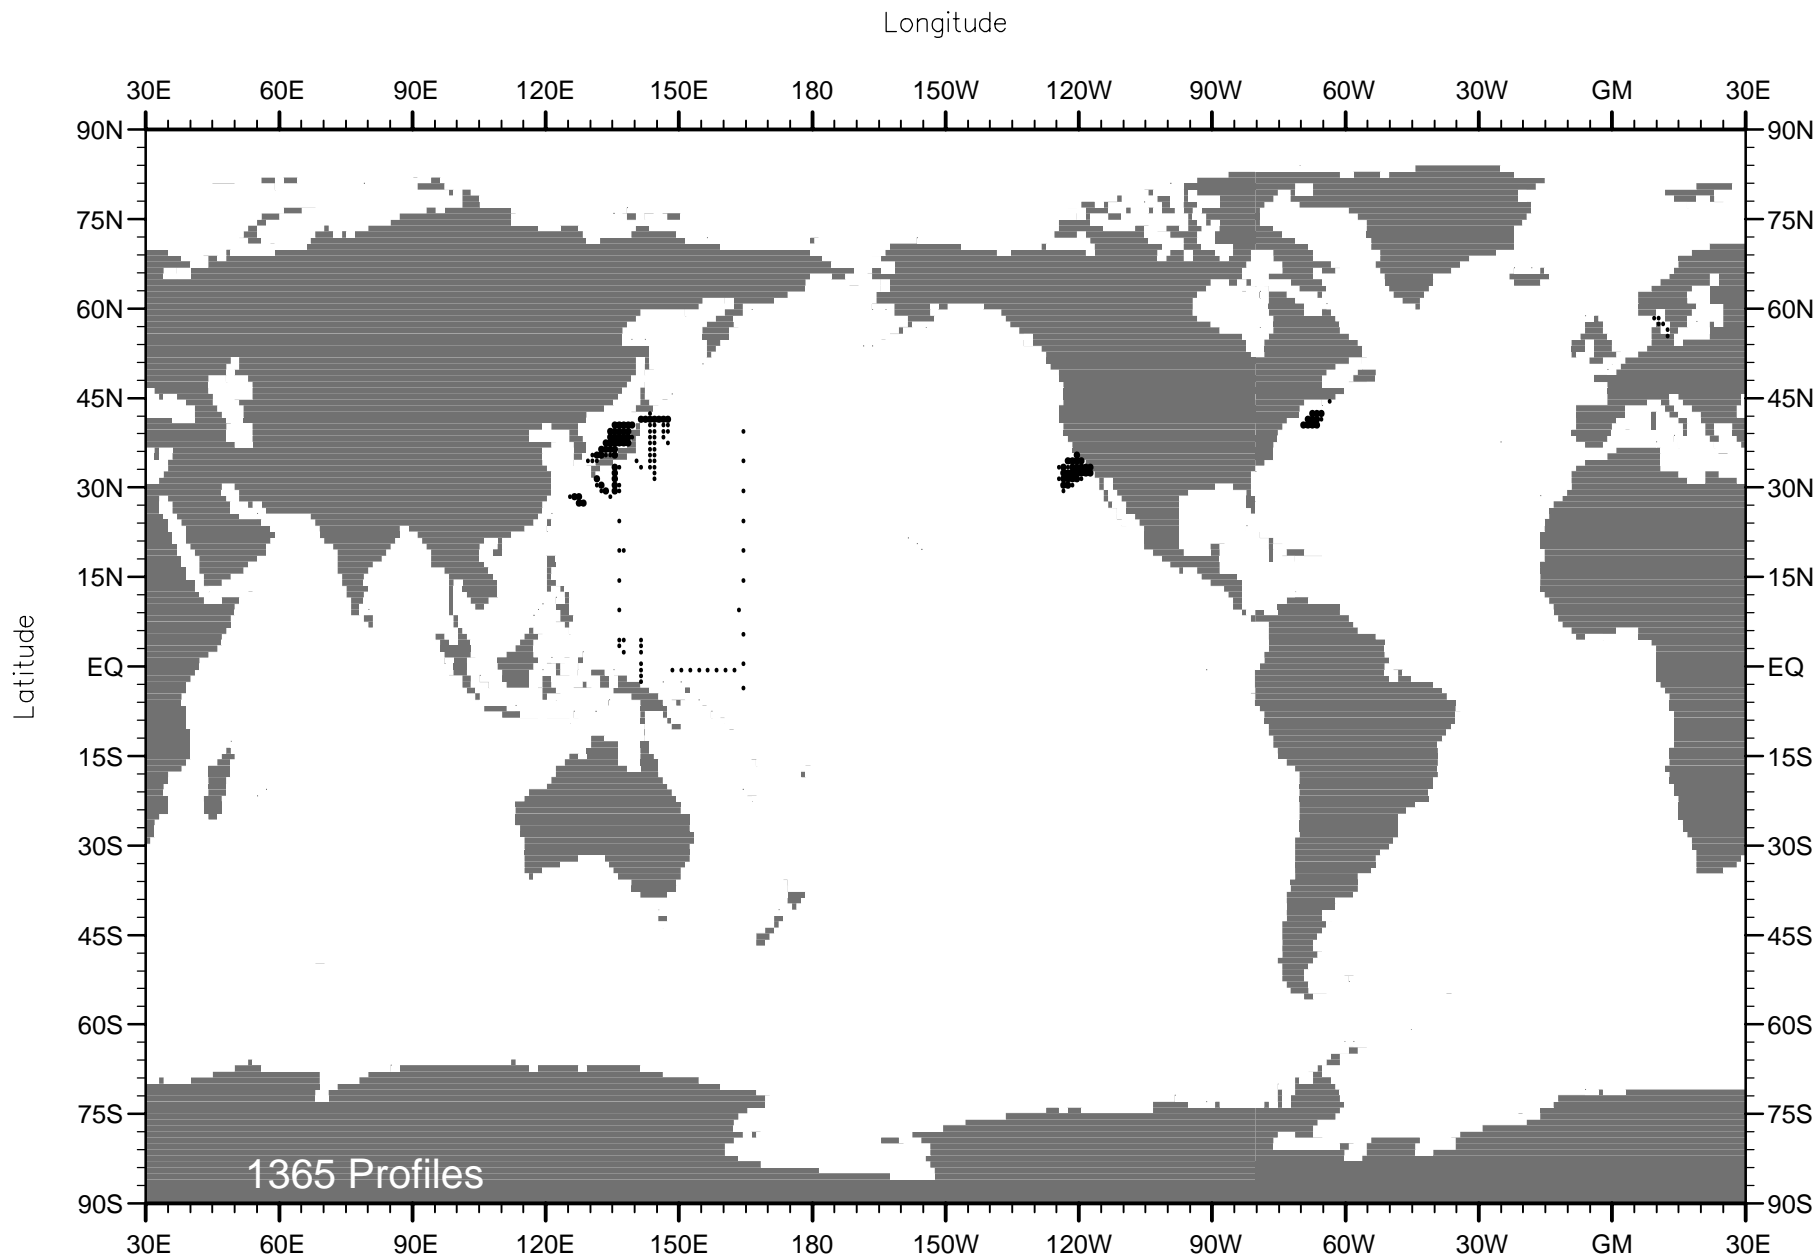 Longitude
30E 60E 90E 120E 150E 180 150W 120W 90W 60W 30W GM 30E
90N 90N
75N 75N
60N 60N
45N 45N
30N 30N
15N 15N
Latitude
EQ EQ
15S 15S
30S 30S
45S 45S
60S 60S
75S 75S
1365 Profiles
90S 90S
30E 60E 90E 120E 150E 180 150W 120W 90W 60W 30W GM 30E